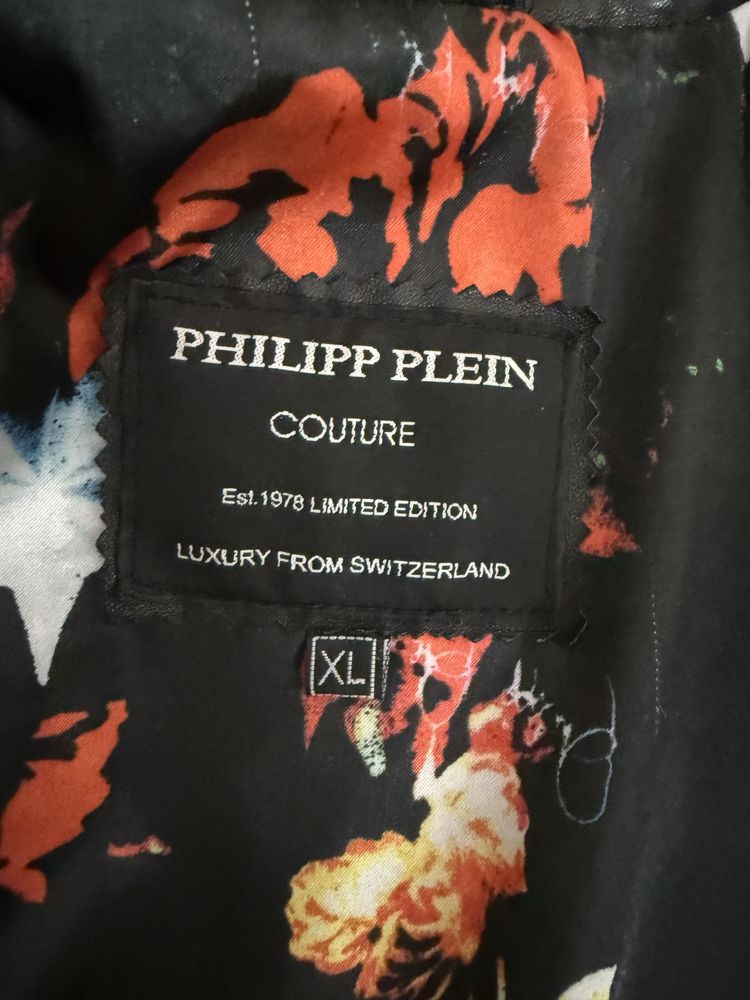 PHILIPP PLEIN
COUTURE
Est.1978 LIMITED EDITION
LUXURY FROM SWITZERLAND
XL